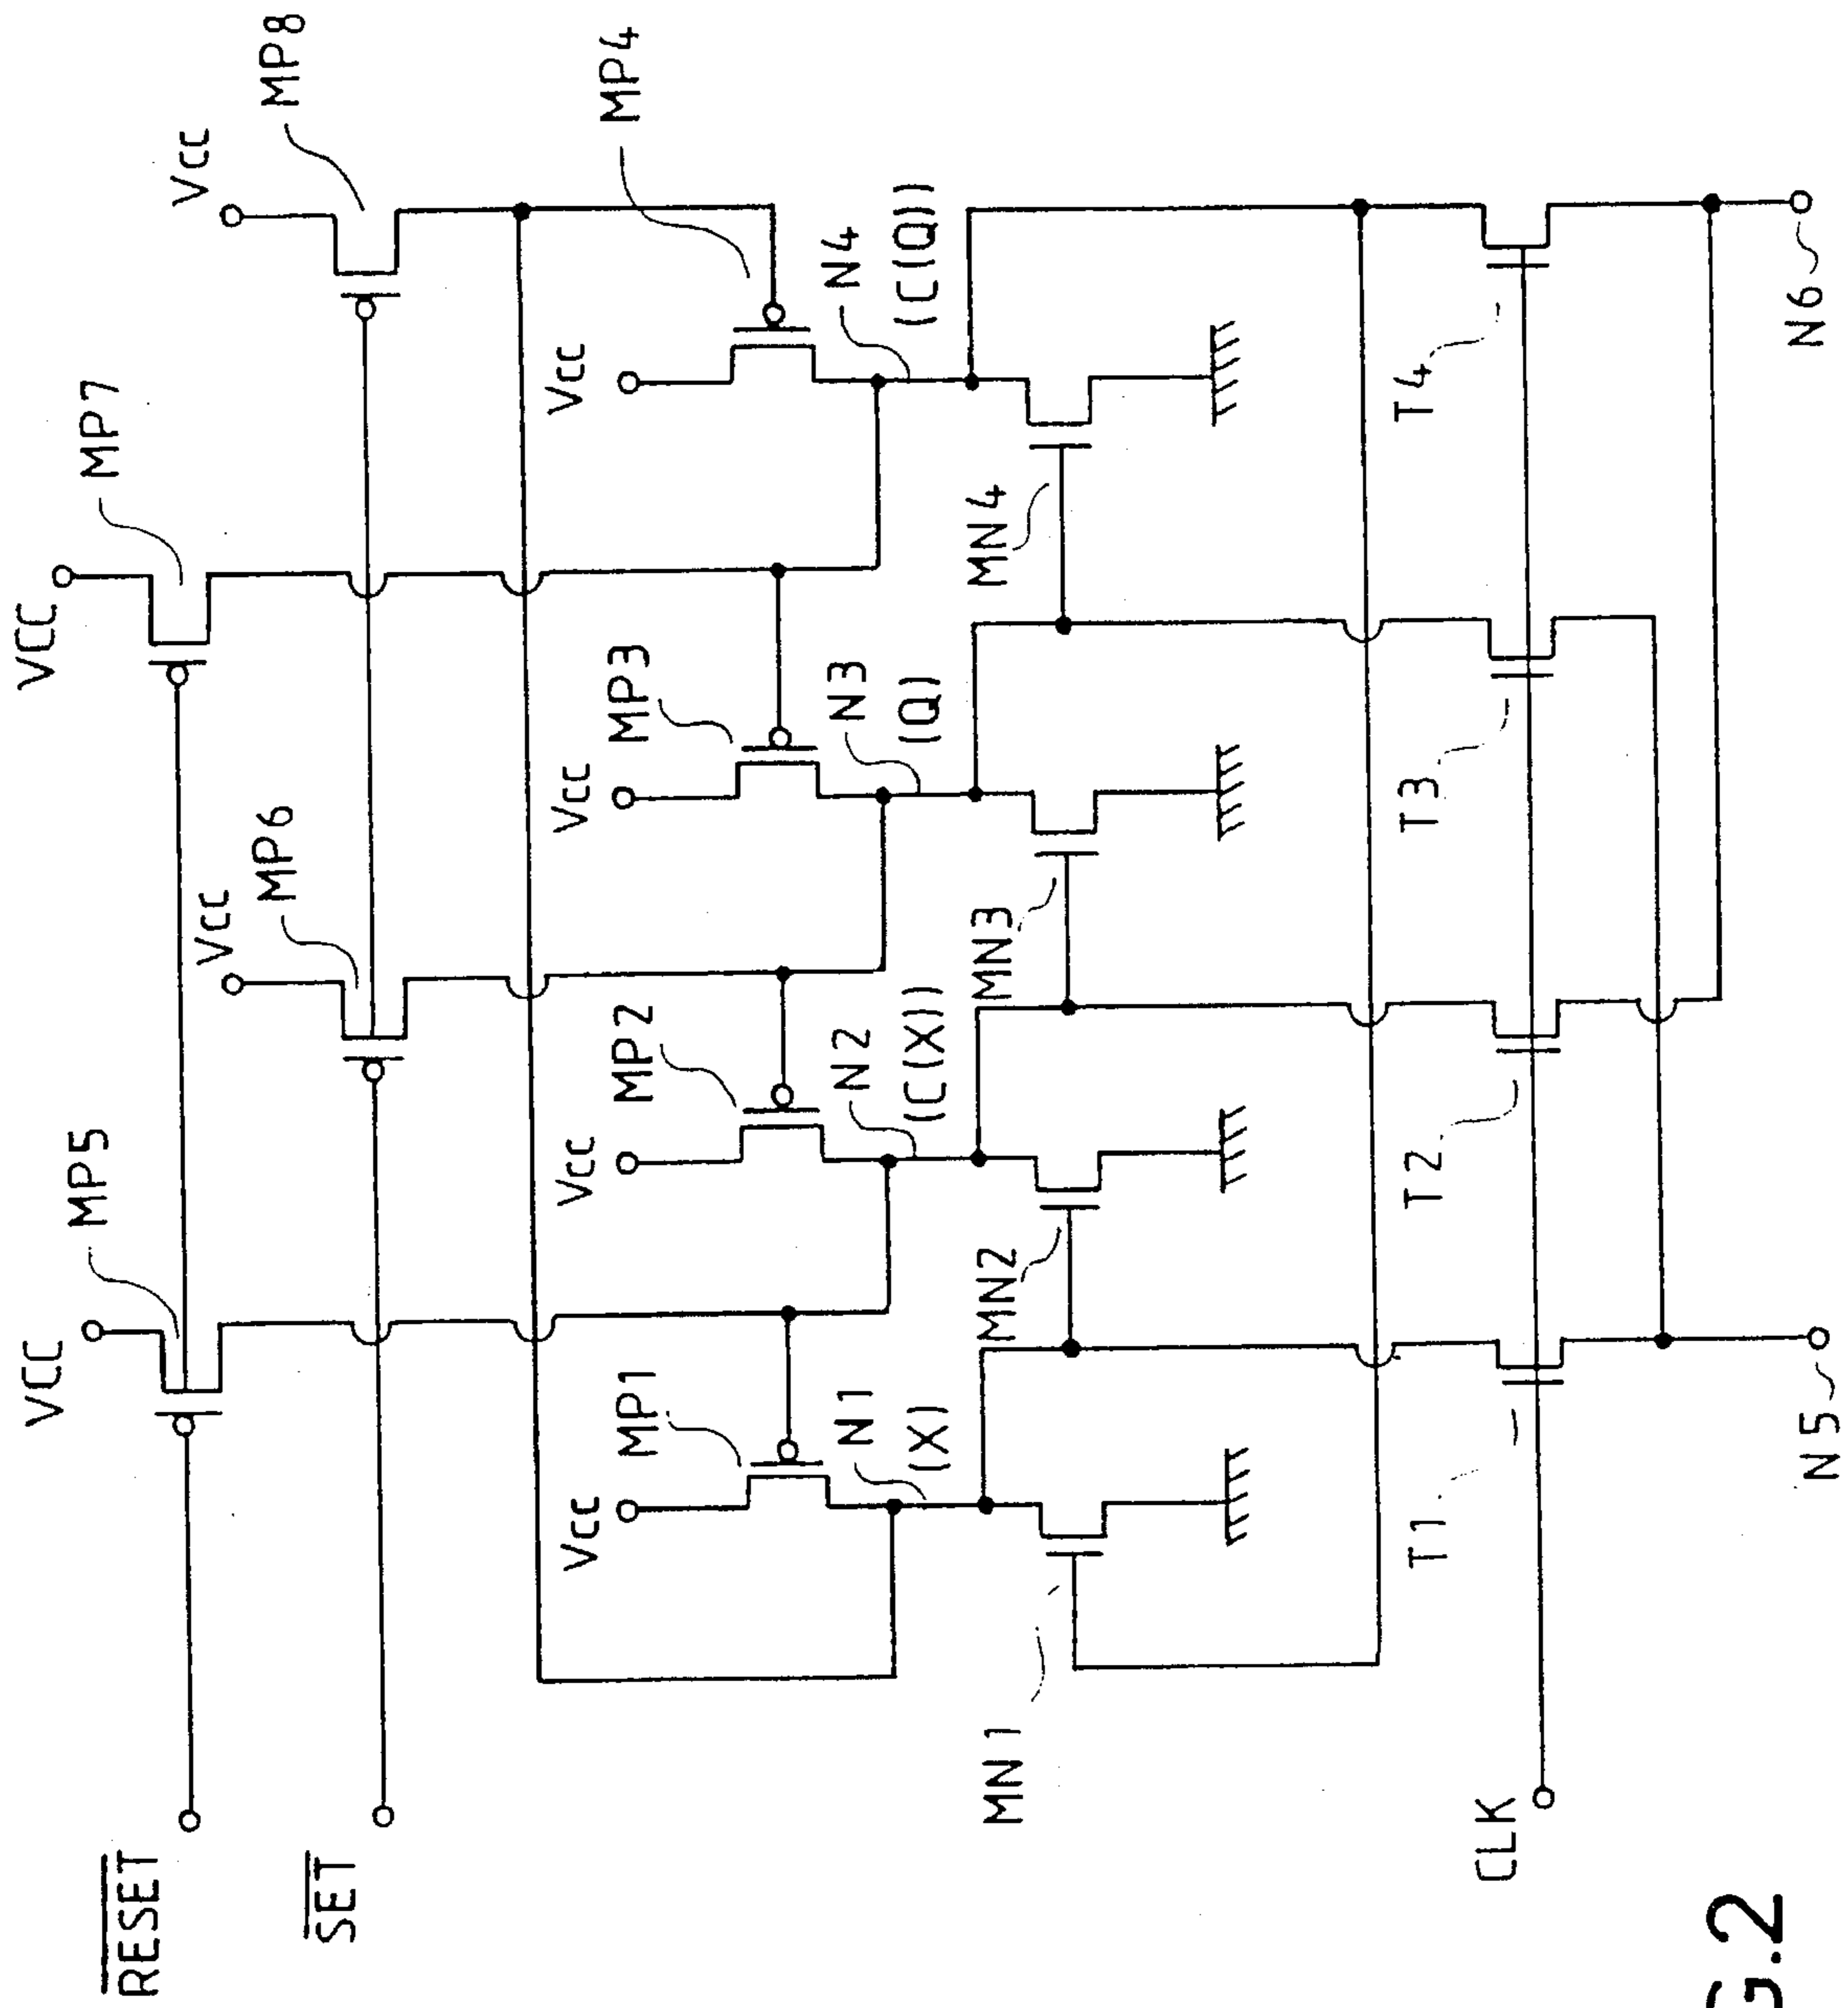 RESET
SET
VCC
MP5
VCC
MP7
Vcc
MP6
Vcc
MP8
Vcc
MP1
Vcc
MP2
Vcc
MP3
Vcc
MP4
N1
(X)
N2
(C(X))
N3
(Q)
N4
(C(Q))
MN1
MN2
MN3
MN4
CLK
T1
T2
T3
T4
N5
N6
G.2